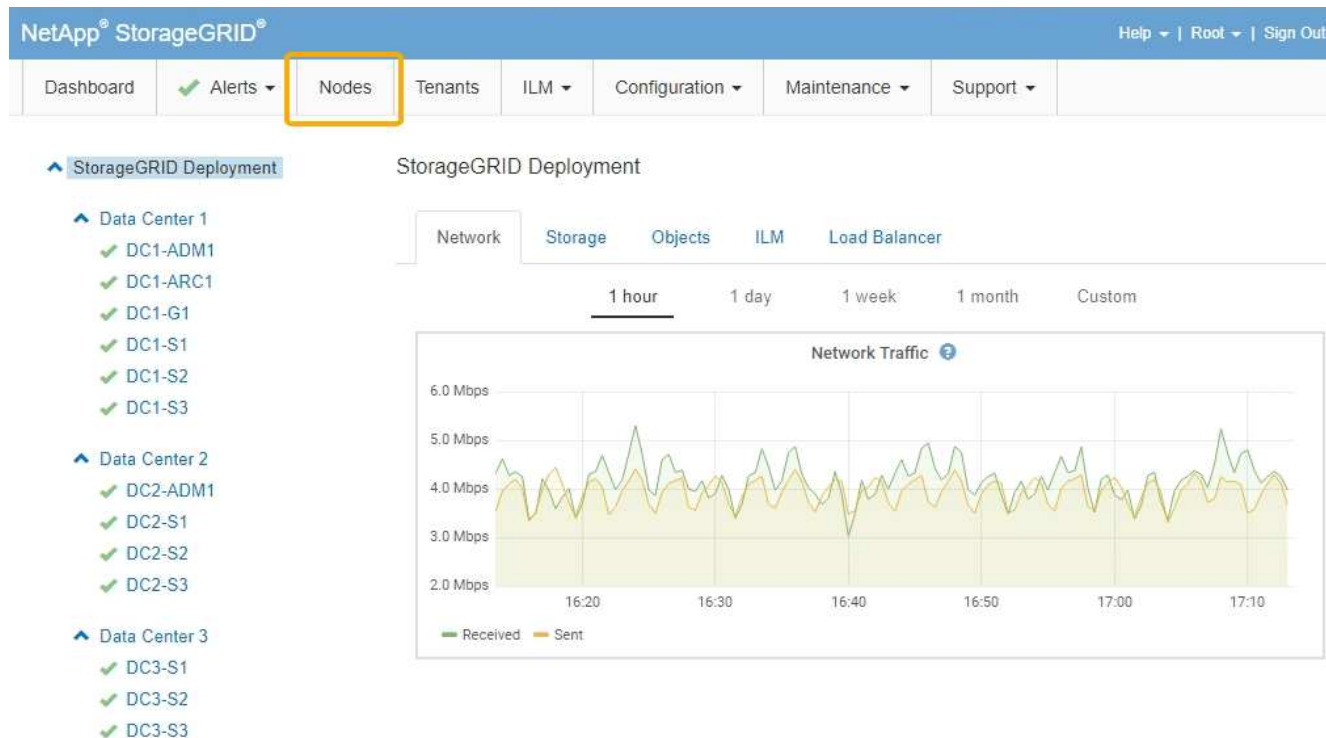 NetApp® StorageGRID®
Help | Root | Sign Out
Dashboard Alerts Nodes Tenants ILM Configuration Maintenance Support
StorageGRID Deployment
Data Center 1
DC1-ADM1
DC1-ARC1
DC1-G1
DC1-S1
DC1-S2
DC1-S3
Data Center 2
DC2-ADM1
DC2-S1
DC2-S2
DC2-S3
Data Center 3
DC3-S1
DC3-S2
DC3-S3
StorageGRID Deployment
Network Storage Objects ILM Load Balancer
1 hour 1 day 1 week 1 month Custom
Network Traffic ?
6.0 Mbps
5.0 Mbps
4.0 Mbps
3.0 Mbps
2.0 Mbps
16:20 16:30 16:40 16:50 17:00 17:10
Received Sent